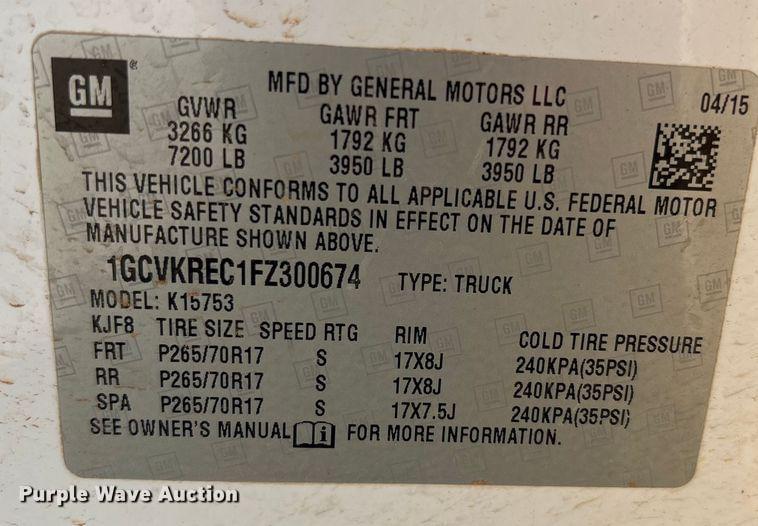 GM
MFD BY GENERAL MOTORS LLC
04/15
GVWR GAWR FRT GAWR RR
3266 KG 1792 KG 1792 KG
7200 LB 3950 LB 3950 LB
THIS VEHICLE CONFORMS TO ALL APPLICABLE U.S. FEDERAL MOTOR
VEHICLE SAFETY STANDARDS IN EFFECT ON THE DATE OF
MANUFACTURE SHOWN ABOVE.
1GCVKREC1FZ300674 TYPE: TRUCK
MODEL: K15753
KJF8 TIRE SIZE SPEED RTG RIM COLD TIRE PRESSURE
FRT P265/70R17 S 17X8J 240KPA(35PSI)
RR P265/70R17 S 17X8J 240KPA(35PSI)
SPA P265/70R17 S 17X7.5J 240KPA(35PSI)
SEE OWNER'S MANUAL i FOR MORE INFORMATION.
Purple Wave Auction